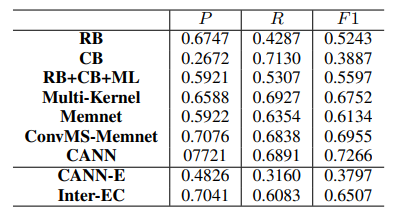 P R F1
RB 0.6747 0.4287 0.5243
CB 0.2672 0.7130 0.3887
RB+CB+ML 0.5921 0.5307 0.5597
Multi-Kernel 0.6588 0.6927 0.6752
Memnet 0.5922 0.6354 0.6134
ConvMS-Memnet 0.7076 0.6838 0.6955
CANN 07721 0.6891 0.7266
CANN-E 0.4826 0.3160 0.3797
Inter-EC 0.7041 0.6083 0.6507